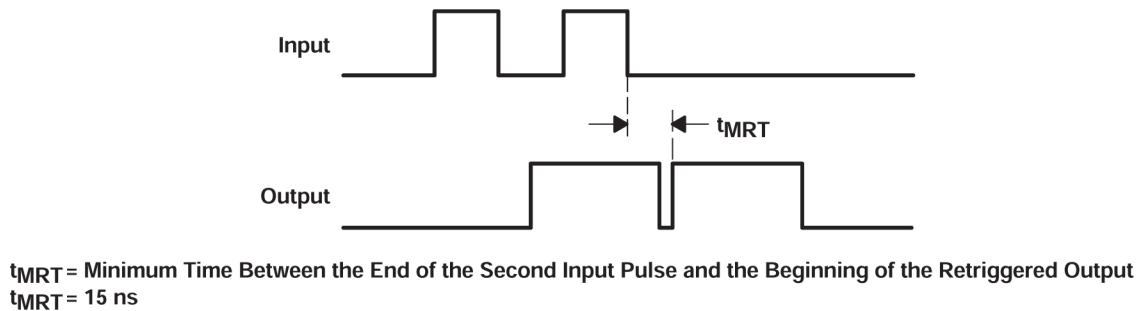 Input
tMRT
Output
tMRT = Minimum Time Between the End of the Second Input Pulse and the Beginning of the Retriggered Output
tMRT = 15 ns